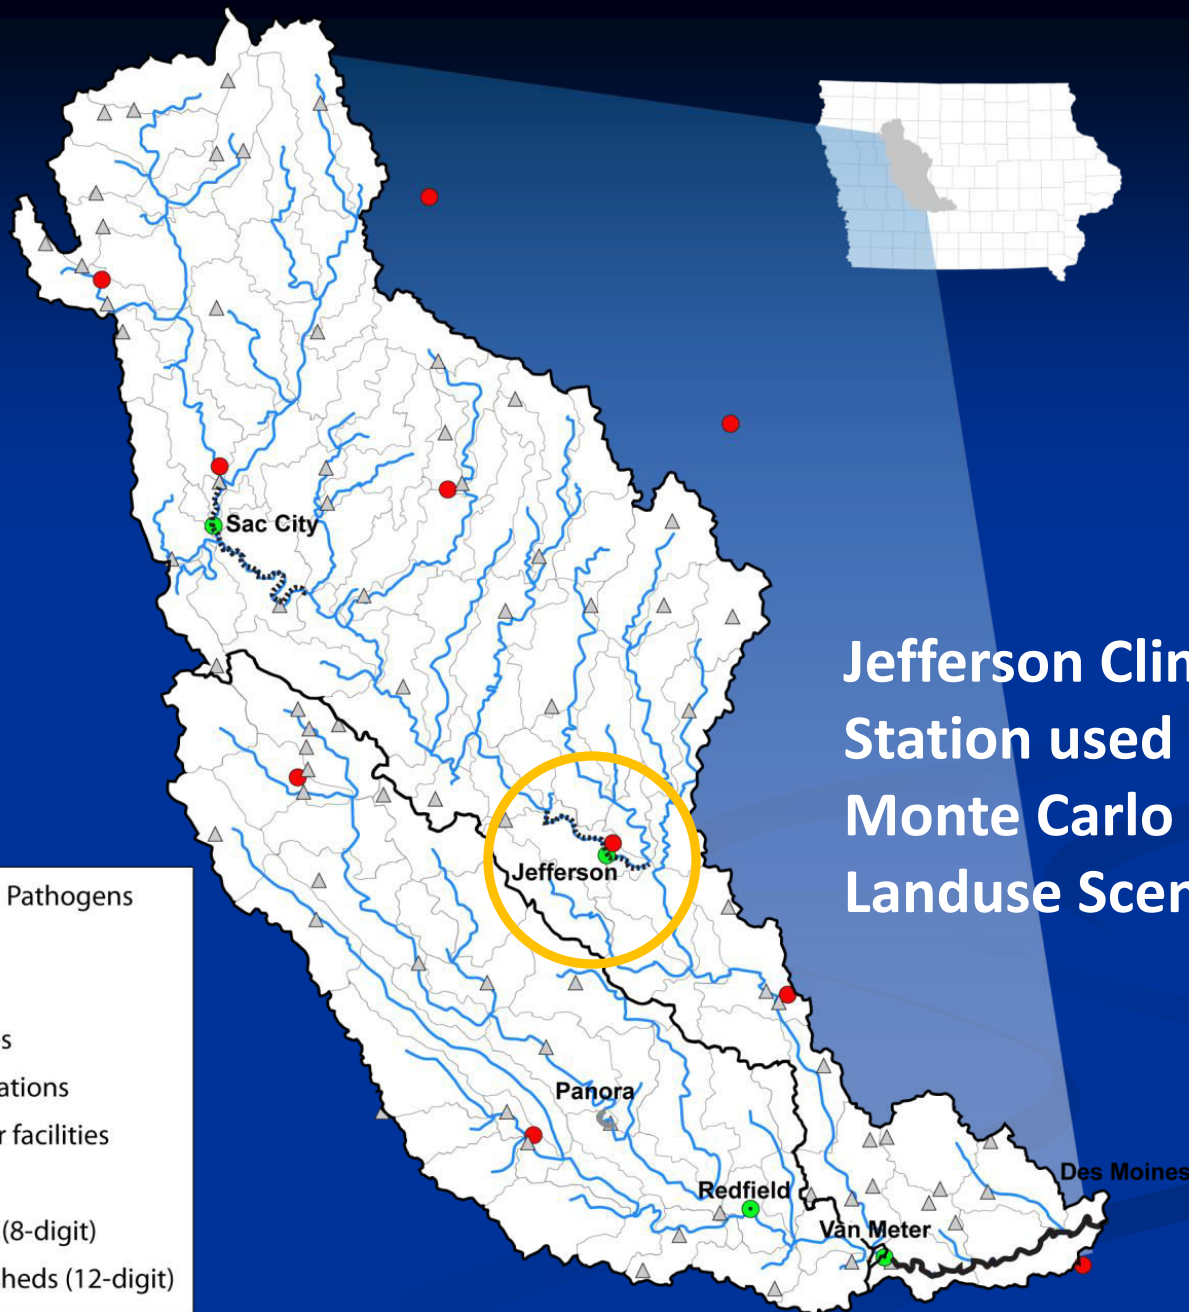 Sac City
Jefferson Clim
Station used
Monte Carlo
Landuse Scen
Jefferson
Pathogens
s
ations
r facilities
(8-digit)
heds (12-digit)
Panora
Redfield
Van Meter
Des Moines